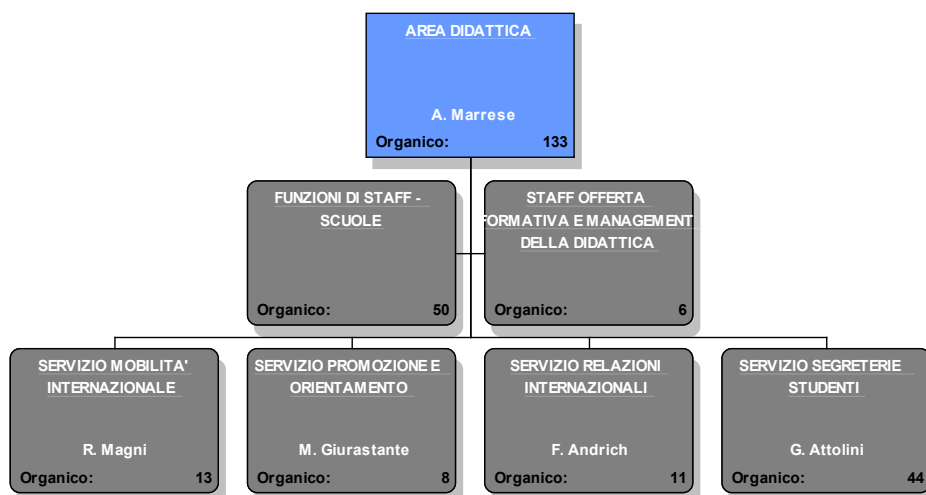 AREA DIDATTICA
A. Marrese
Organico: 133
FUNZIONI DI STAFF -
SCUOLE
Organico: 50
STAFF OFFERTA
FORMATIVA E MANAGEMENT
DELLA DIDATTICA
Organico: 6
SERVIZIO MOBILITA'
INTERNAZIONALE
R. Magni
Organico: 13
SERVIZIO PROMOZIONE E
ORIENTAMENTO
M. Giurastante
Organico: 8
SERVIZIO RELAZIONI
INTERNAZIONALI
F. Andrich
Organico: 11
SERVIZIO SEGRETERIE
STUDENTI
G. Attolini
Organico: 44